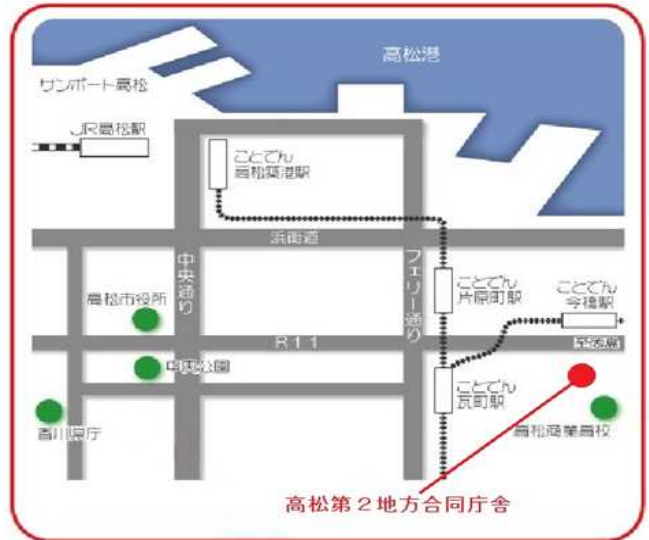 高松港
サンポート高松
JR高松駅
ことでん
高松築港駅
浜街道
中央通り
フェリー通り
高松市役所
ことでん
片原町駅
ことでん
今橋駅
R11
至徳島
中央公園
ことでん
瓦町駅
香川県庁
高松商業高校
高松第2地方合同庁舎